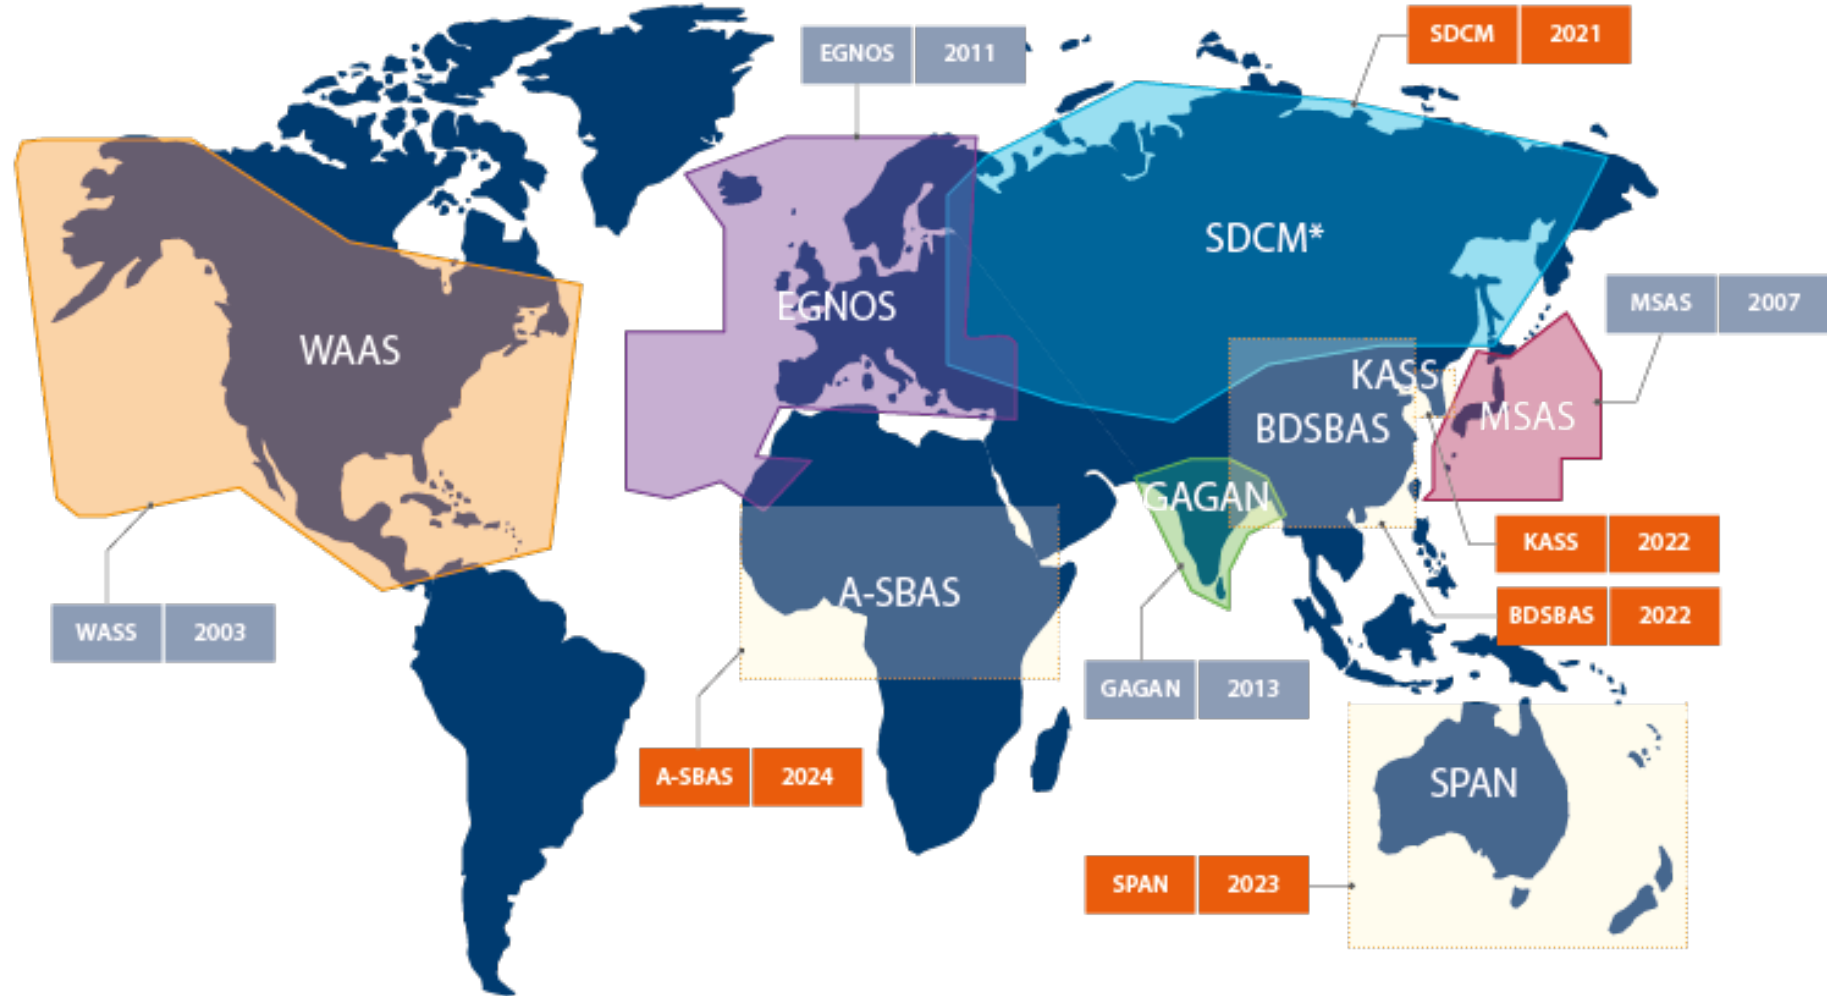 EGNOS 2011
SDCM 2021
SDCM*
EGNOS
MSAS 2007
WAAS
KASS
BDSBAS
MSAS
GAGAN
KASS 2022
A-SBAS
BDSBAS 2022
WASS 2003
GAGAN 2013
A-SBAS 2024
SPAN
SPAN 2023